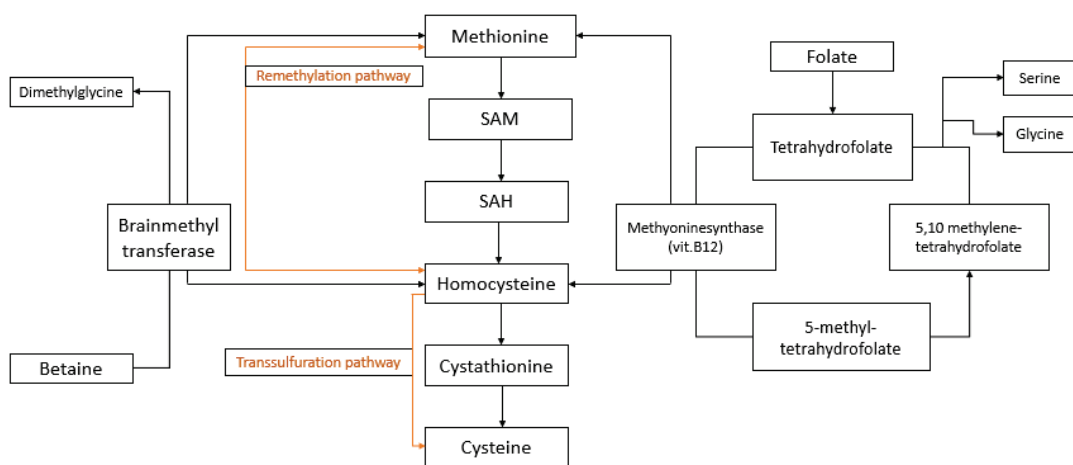 Methionine
Folate
Remethylation pathway
Serine
Dimethylglycine
SAM
Glycine
Tetrahydrofolate
SAH
Brainmethyl
transferase
Methyoninesynthase
(vit.B12)
5,10 methylene-
tetrahydrofolate
Homocysteine
5-methyl-
tetrahydrofolate
Transsulfuration pathway
Betaine
Cystathionine
Cysteine